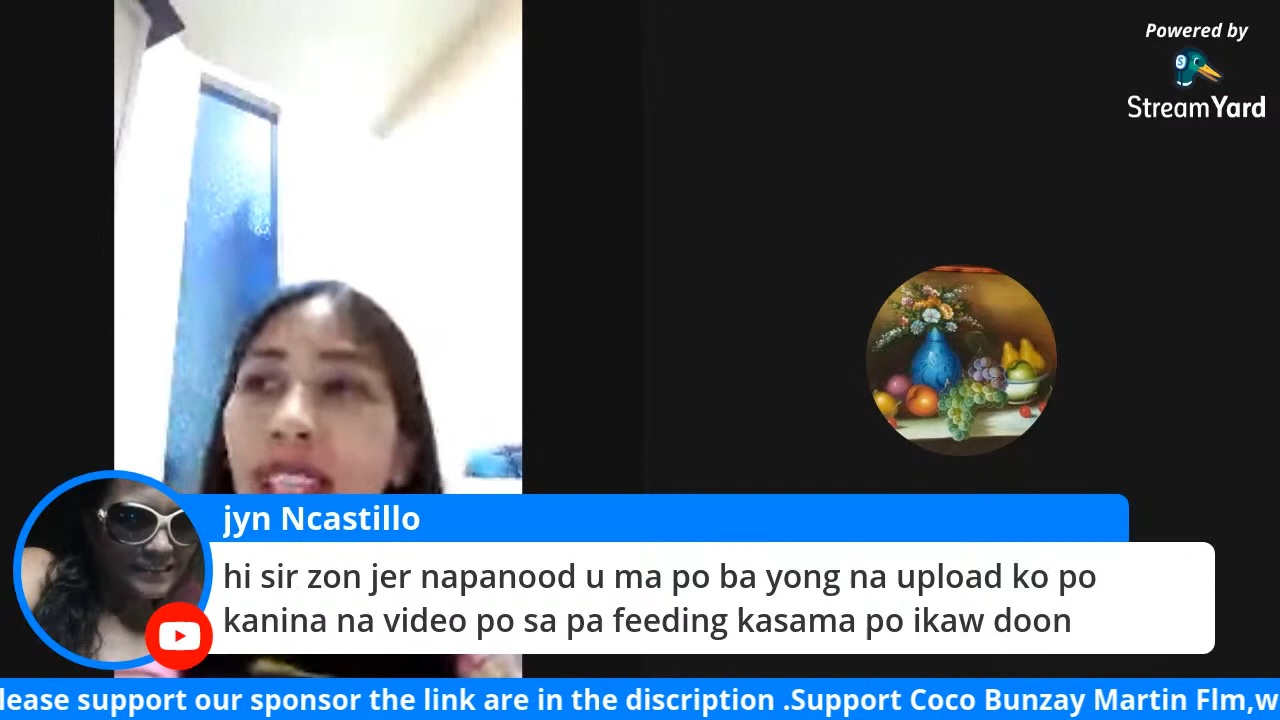 Powered by
StreamYard
jyn Ncastillo
hi sir zon jer napanood u ma po ba yong na upload ko po
kanina na video po sa pa feeding kasama po ikaw doon
lease support our sponsor the link are in the discription .Support Coco Bunzay Martin Flm,w